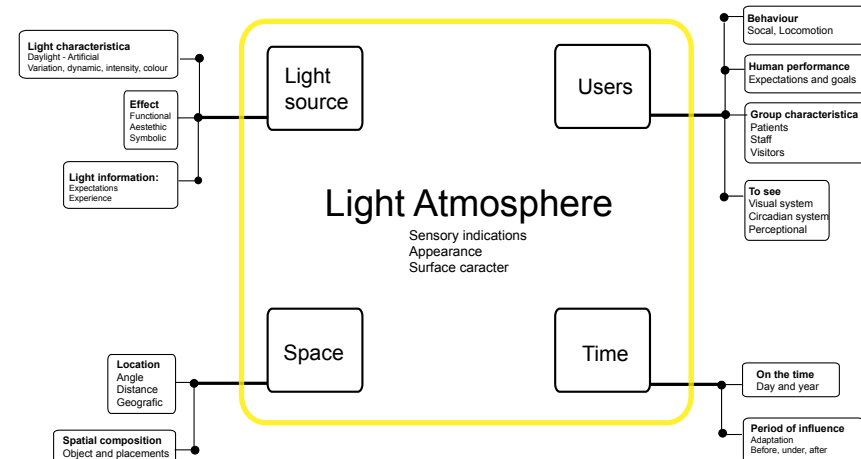 Light characteristica
Daylight - Artificial
Variation, dynamic, intensity, colour
Effect
Functional
Aestethic
Symbolic
Light information:
Expectations
Experience
Light
source
Users
Behaviour
Socal, Locomotion
Human performance
Expectations and goals
Group characteristica
Patients
Staff
Visitors
To see
Visual system
Circadian system
Perceptional
Light Atmosphere
Sensory indications
Appearance
Surface caracter
Space
Location
Angle
Distance
Geografic
Spatial composition
Object and placements
Time
On the time
Day and year
Period of influence
Adaptation
Before, under, after